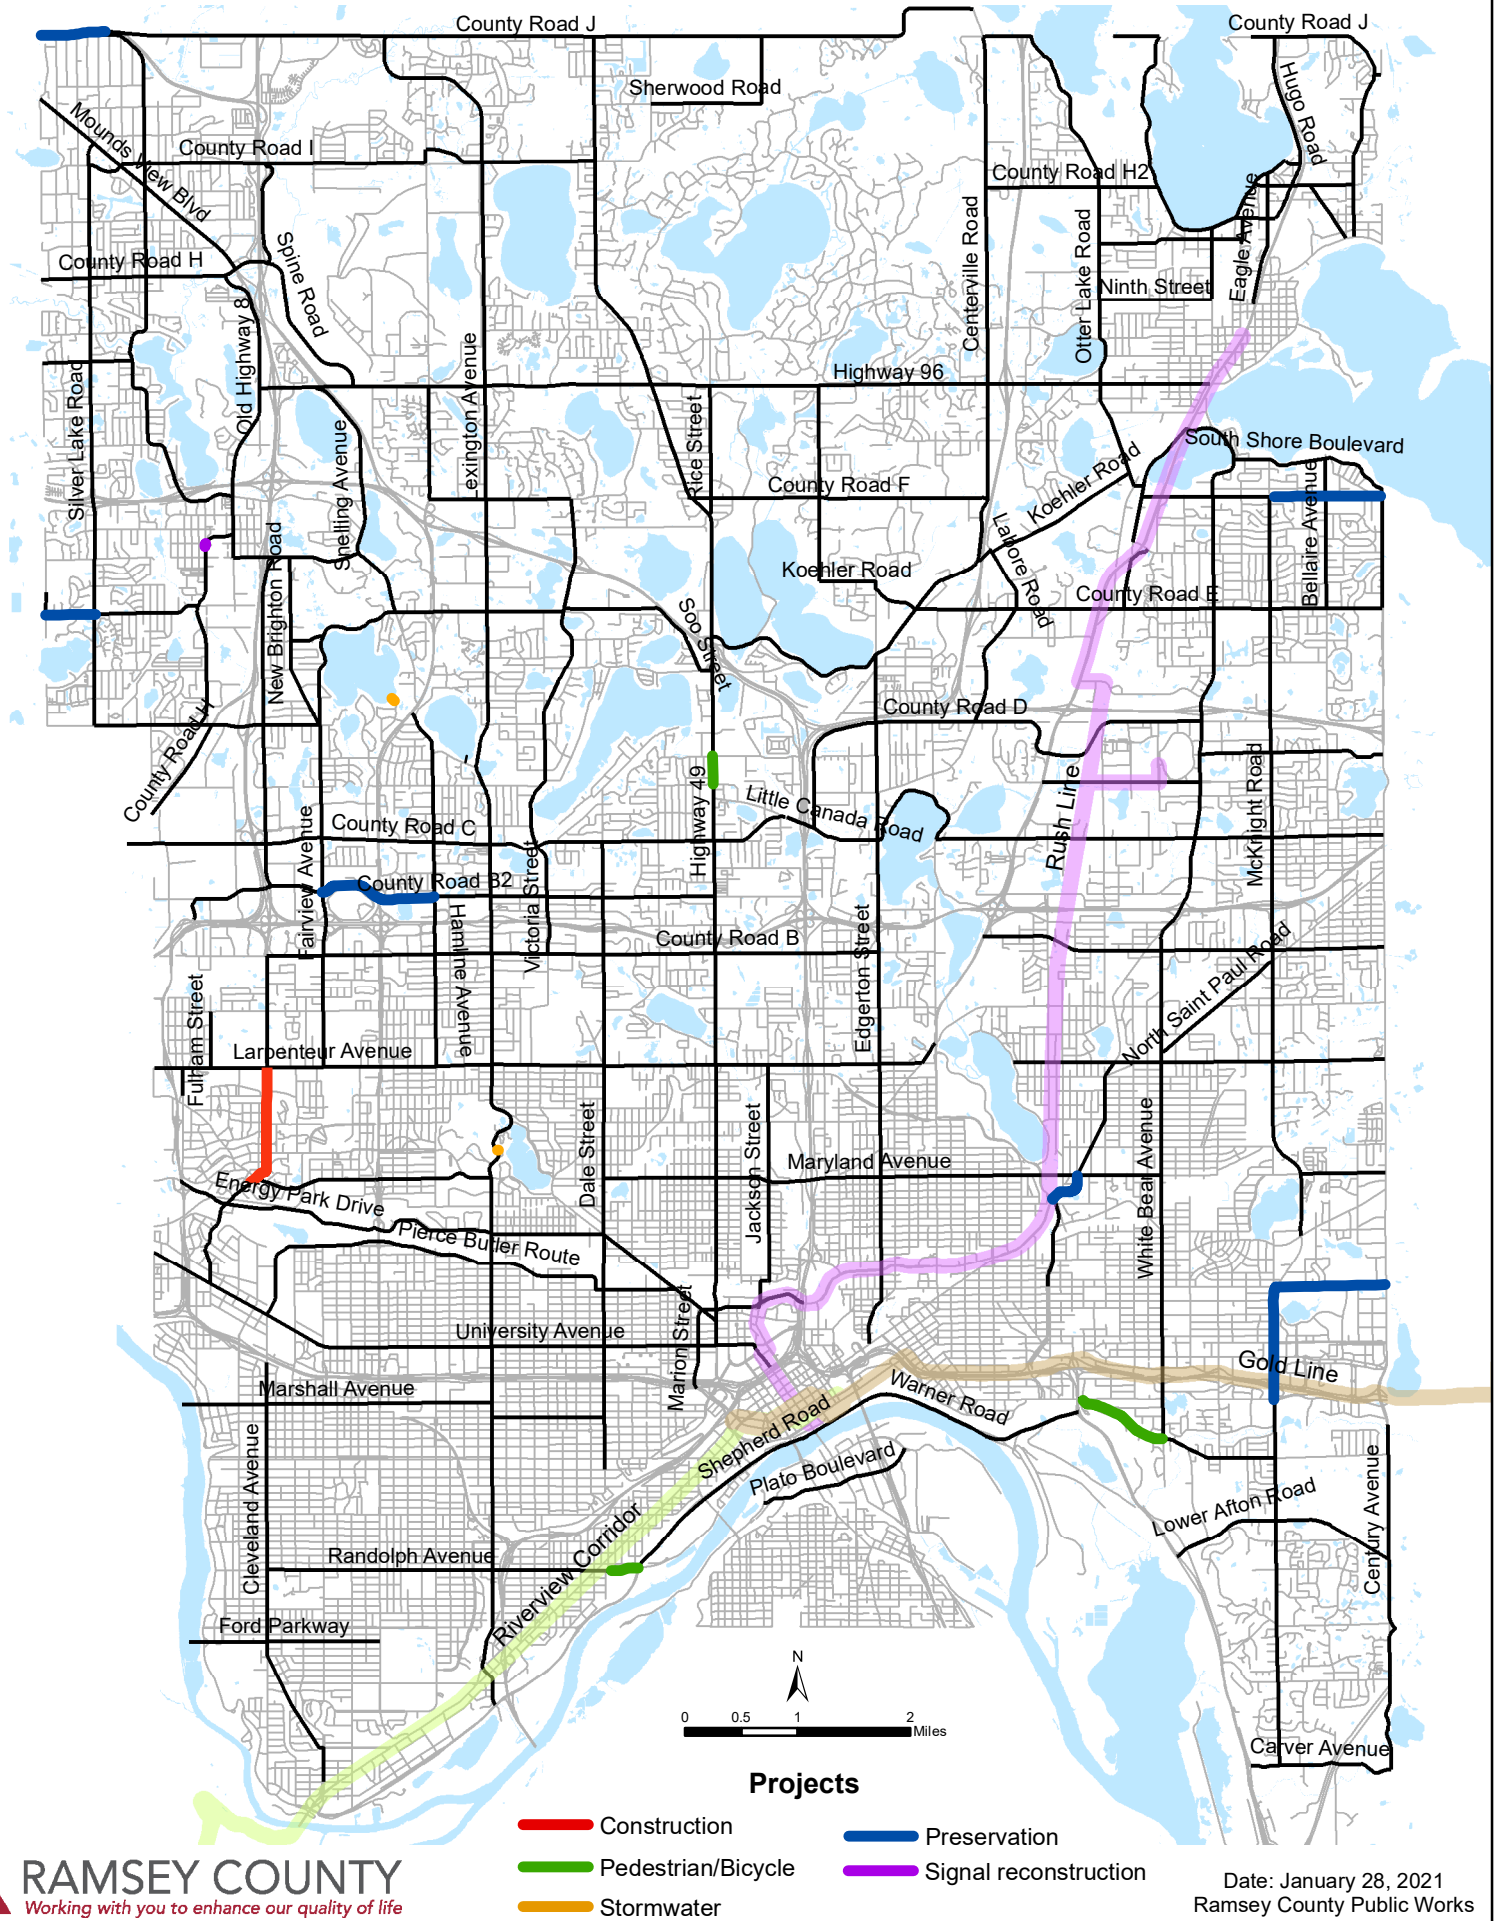 County Road J
County Road J
Sherwood Road
Hugo Road
Mounds View Blvd
County Road I
County Road H2
Eagle Avenue
Centerville Road
Otter Lake Road
Spine Road
County Road H
Ninth Street
Old Highway 8
Lexington Avenue
Silver Lake Road
Highway 96
Rice Street
Snelling Avenue
South Shore Boulevard
Koehler Road
County Road F
Bellaire Avenue
Labore Road
New Brighton Road
Koehler Road
County Road E
Soo Street
County Road H
County Road D
Highway 49
Little Canada Road
Rush Line
McKnight Road
Fairview Avenue
County Road C
Victoria Street
County Road B2
Hamline Avenue
County Road B
Edgerton Street
North Saint Paul Road
Fulham Street
Larpenteur Avenue
Dale Street
Jackson Street
Maryland Avenue
White Bear Avenue
Energy Park Drive
Pierce Butler Route
Marion Street
University Avenue
Gold Line
Marshall Avenue
Warner Road
Shepherd Road
Plato Boulevard
Cleveland Avenue
Century Avenue
Lower Afton Road
Riverview Corridor
Randolph Avenue
Ford Parkway
N
0 0.5 1 2
Miles
Carver Avenue
Projects
Construction
Preservation
Pedestrian/Bicycle
Signal reconstruction
Stormwater
RAMSEY COUNTY
Working with you to enhance our quality of life
Date: January 28, 2021
Ramsey County Public Works